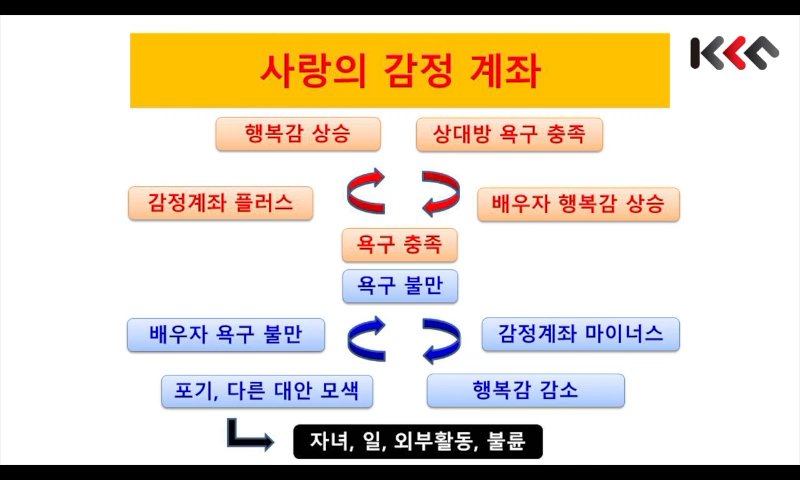 사랑의 감정 계좌
KCA
행복감 상승
상대방 욕구 충족
감정계좌 플러스
배우자 행복감 상승
욕구 충족
욕구 불만
배우자 욕구 불만
감정계좌 마이너스
포기, 다른 대안 모색
행복감 감소
자녀, 일, 외부활동, 불륜